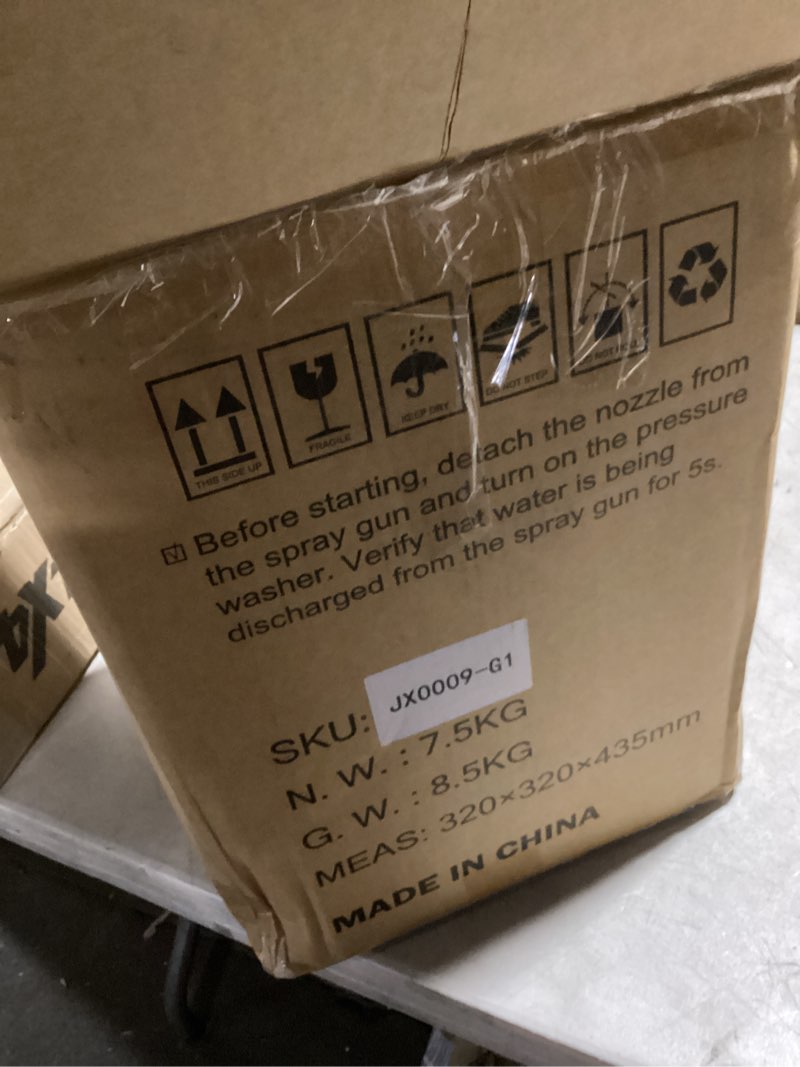 THIS SIDE UP
FRAGILE
KEEP DRY
DO NOT STEP
☑ Before starting, detach the nozzle from
the spray gun and turn on the pressure
washer. Verify that water is being
discharged from the spray gun for 5s.
SKU: JX0009-G1
N. W. : 7.5KG
G. W. : 8.5KG
MEAS: 320×320×435mm
MADE IN CHINA